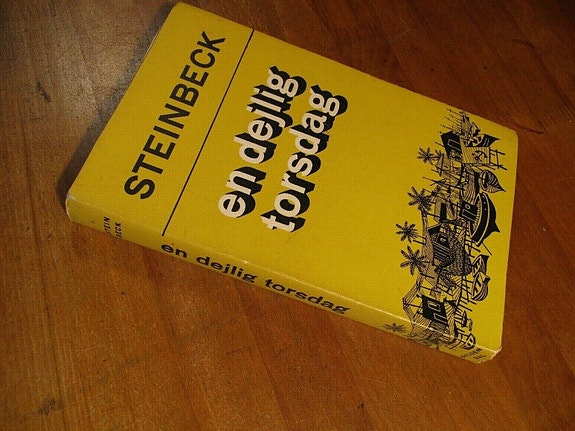 STEINBECK
en dejlig
torsdag
STEIN
BECK
en dejlig torsdag